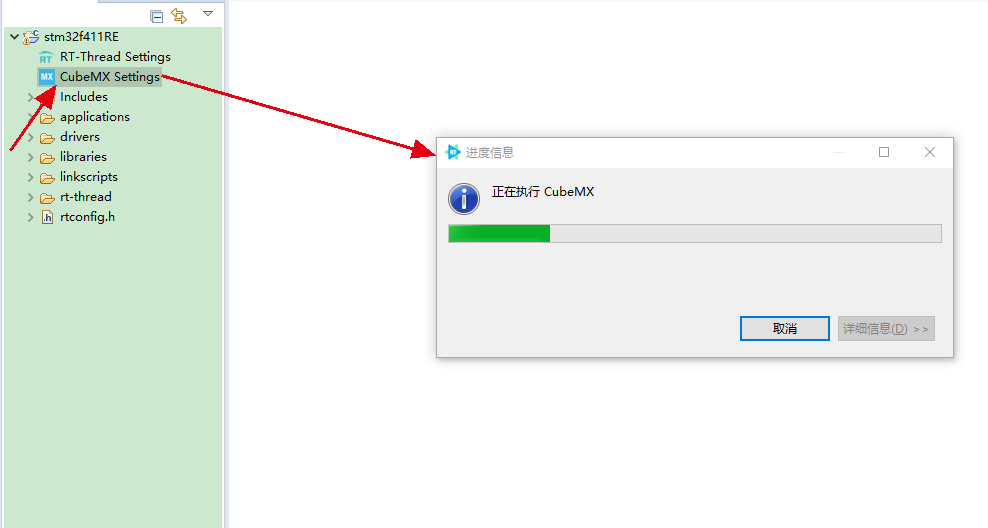 stm32f411RE
RT-Thread Settings
MX CubeMX Settings
Includes
applications
drivers
libraries
linkscripts
rt-thread
.h rtconfig.h
进度信息
正在执行 CubeMX
取消
详细信息(D) >>